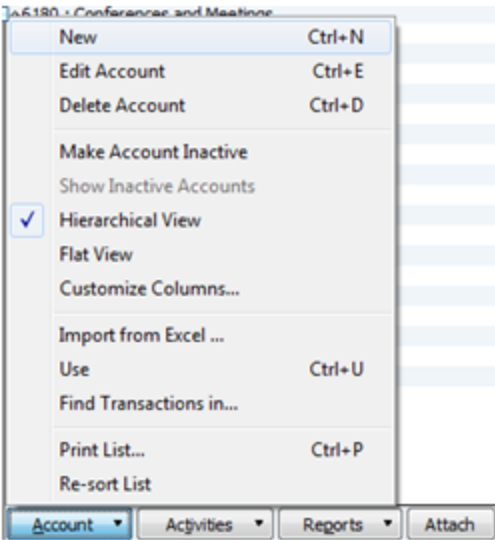 6180 · Conferences and Meetings
New Ctrl+N
Edit Account Ctrl+E
Delete Account Ctrl+D
Make Account Inactive
Show Inactive Accounts
Hierarchical View
Flat View
Customize Columns...
Import from Excel ...
Use Ctrl+U
Find Transactions in...
Print List... Ctrl+P
Re-sort List
Account Activities Reports Attach